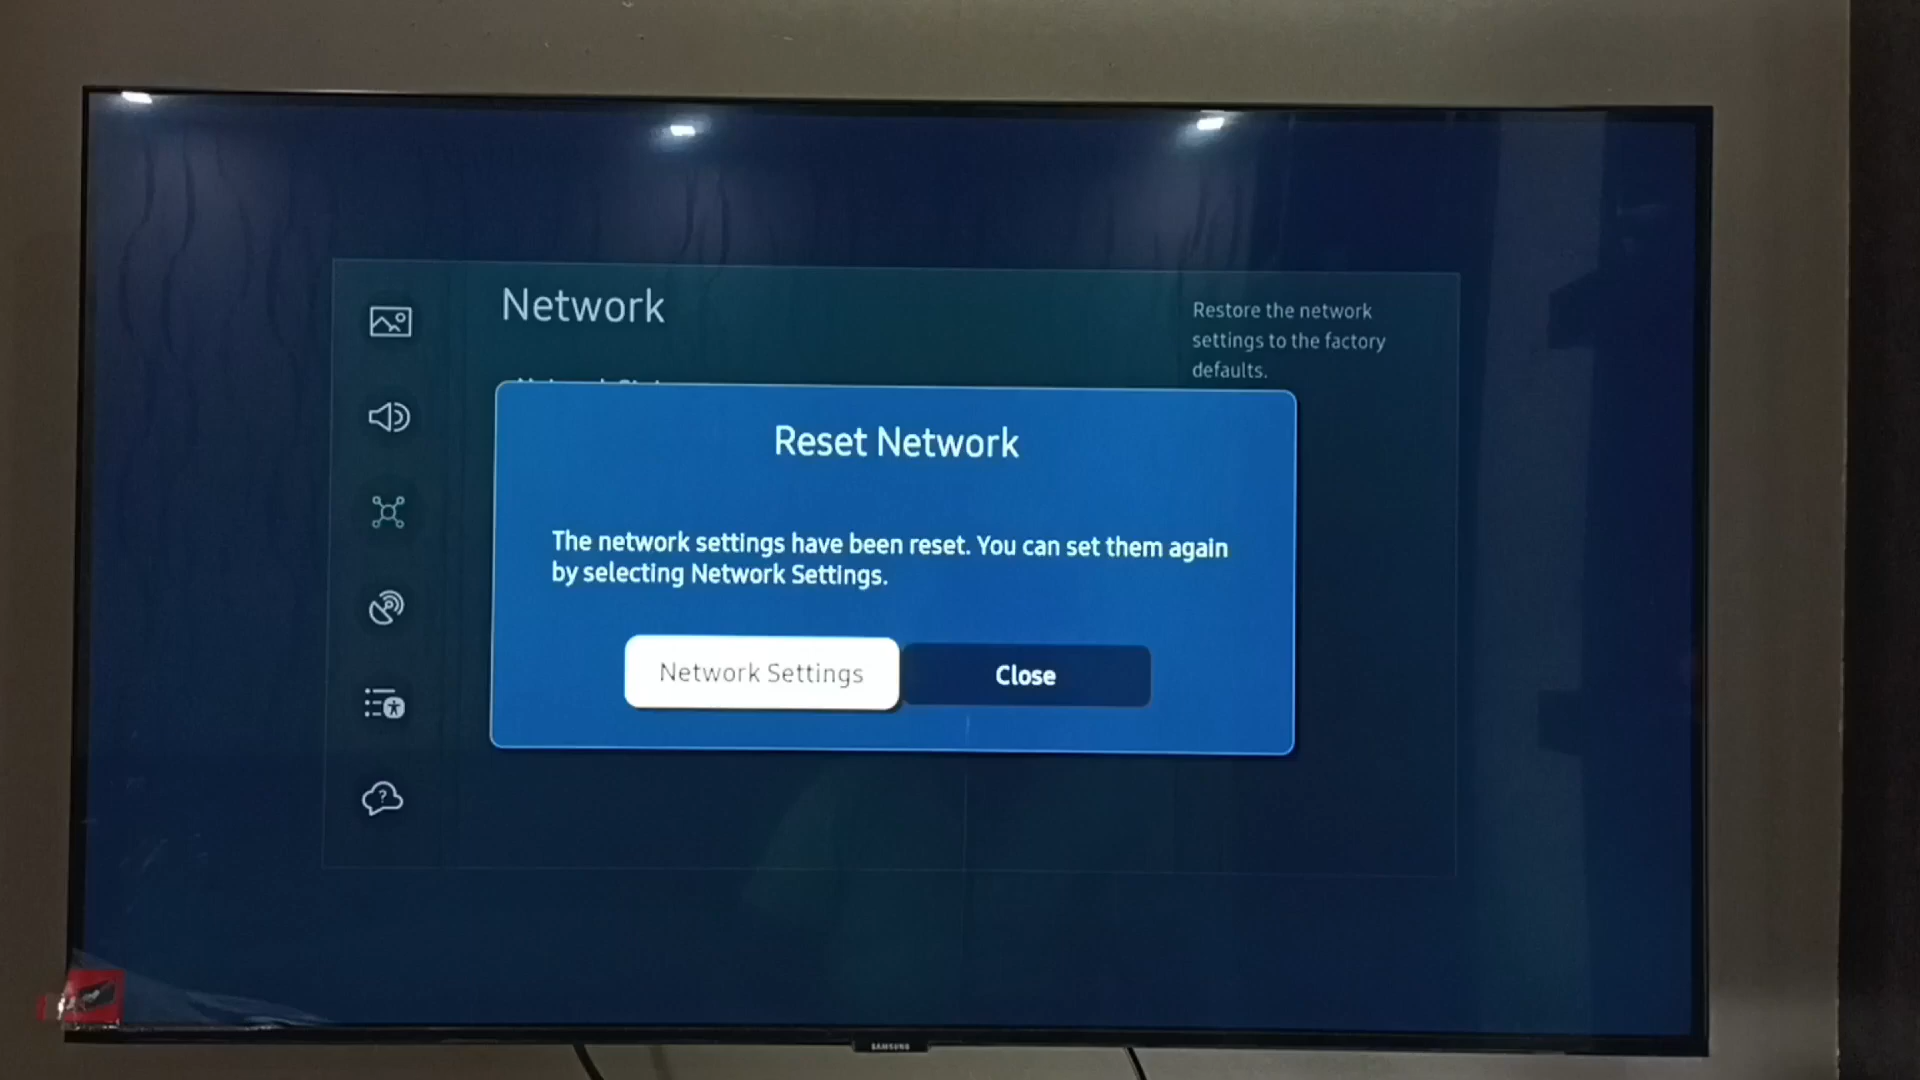 Network
Restore the network
settings to the factory
defaults.
Reset Network
The network settings have been reset. You can set them again
by selecting Network Settings.
Network Settings
Close
SAMSUNG